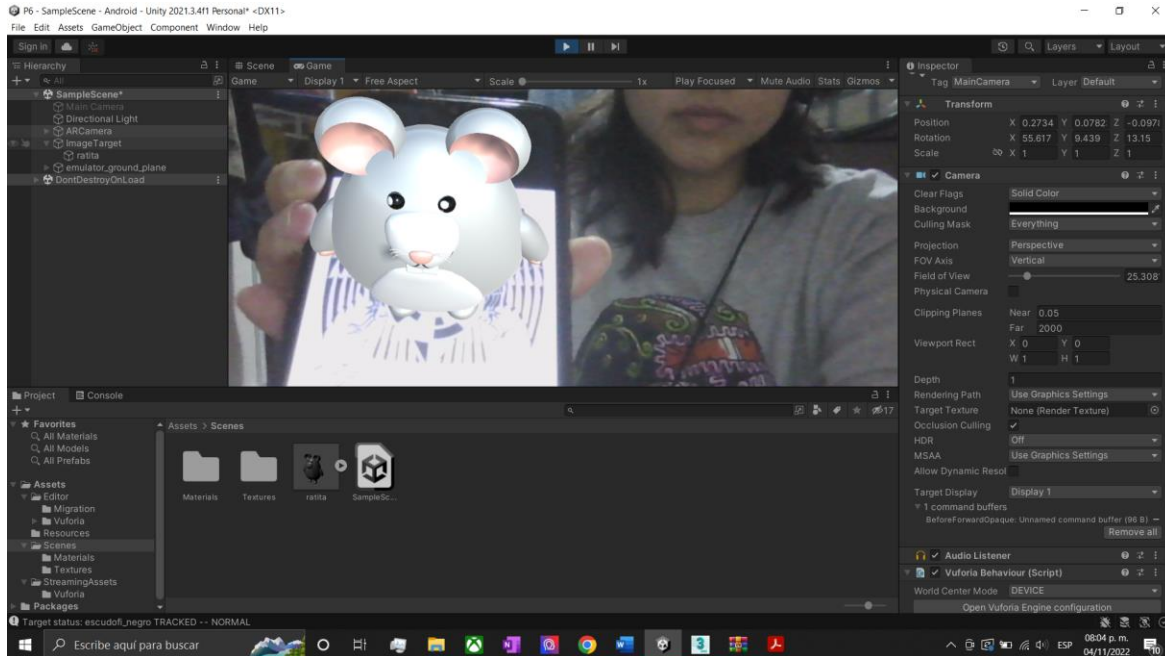 P6 - SampleScene - Android - Unity 2021.3.4f1 Personal* <DX11>
File Edit Assets GameObject Component Window Help
Sign in
Layers
Layout
Hierarchy
All
SampleScene*
Main Camera
Directional Light
ARCamera
ImageTarget
ratita
emulator_ground_plane
DontDestroyOnLoad
Scene Game
Game Display 1 Free Aspect Scale 1x Play Focused Mute Audio Stats Gizmos
Inspector
Tag MainCamera Layer Default
Transform
Position X 0.2734 Y 0.0782 Z -0.097
Rotation X 55.617 Y 9.439 Z 13.15
Scale X 1 Y 1 Z 1
Camera
Clear Flags Solid Color
Background
Culling Mask Everything
Projection Perspective
FOV Axis Vertical
Field of View 25.308
Physical Camera
Clipping Planes Near 0.05
Far 2000
Viewport Rect X 0 Y 0
W 1 H 1
Depth 1
Rendering Path Use Graphics Settings
Target Texture None (Render Texture)
Occlusion Culling
HDR Off
MSAA Use Graphics Settings
Allow Dynamic Resol
Target Display Display 1
1 command buffers
BeforeForwardOpaque: Unnamed command buffer (96 B)
Remove all
Audio Listener
Vuforia Behaviour (Script)
World Center Mode DEVICE
Open Vuforia Engine configuration
Project Console
17
Favorites
All Materials
All Models
All Prefabs
Assets
Editor
Migration
Vuforia
Resources
Scenes
Materials
Textures
StreamingAssets
Vuforia
Packages
Assets > Scenes
Materials Textures ratita SampleSc...
Target status: escudofi_negro TRACKED -- NORMAL
Escribe aquí para buscar
ESP
08:04 p. m.
04/11/2022
10